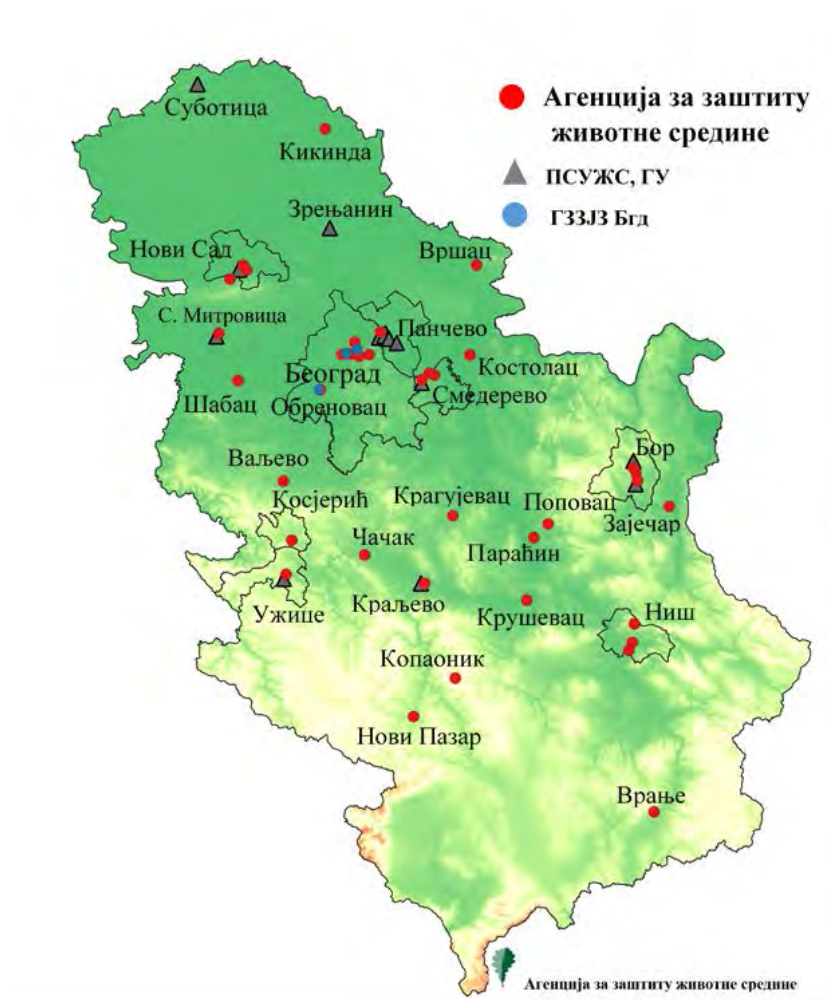 Агенција за заштиту
животне средине
ПСУЖС, ГУ
ГЗЗЈЗ Бгд
Суботица
Кикинда
Зрењанин
Нови Сад
Вршац
С. Митровица
Панчево
Београд
Костолац
Шабац
Обреновац
Смедерево
Бор
Ваљево
Косјерић
Крагујевац
Поповац
Зајечар
Чачак
Параћин
Ужице
Краљево
Крушевац
Ниш
Копаоник
Нови Пазар
Врање
Агенција за заштиту животне средине